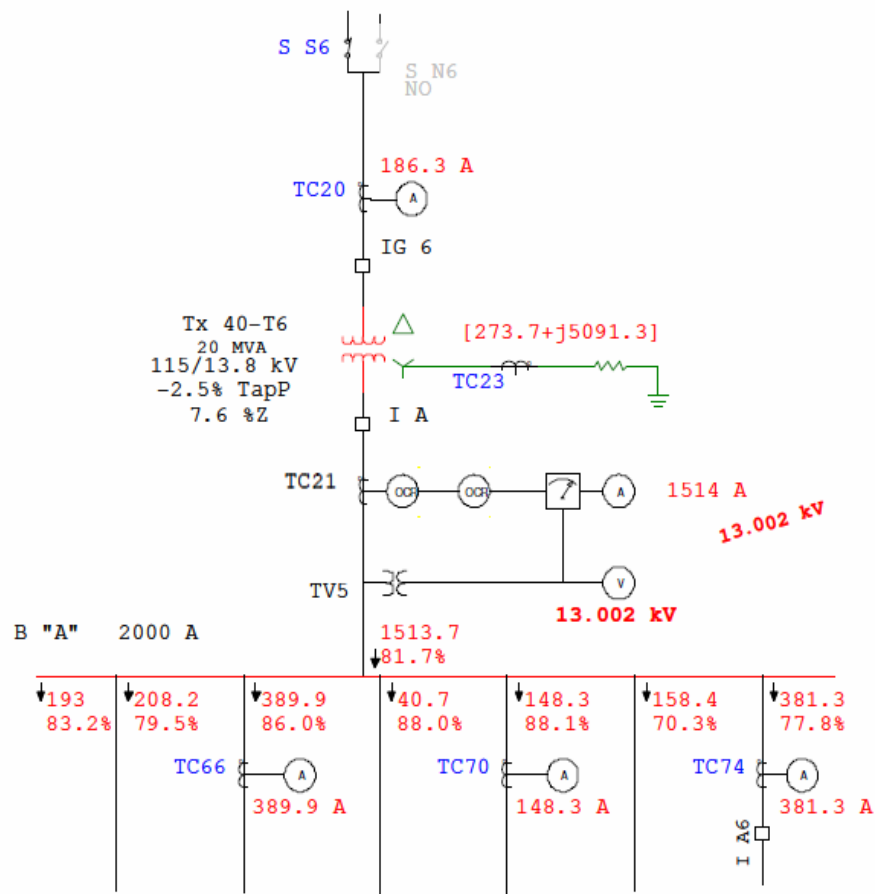 S S6
S N6
NO
186.3 A
TC20
A
IG 6
Tx 40-T6
20 MVA
115/13.8 kV
-2.5% TapP
7.6 %Z
[273.7+j5091.3]
TC23
I A
TC21
OCR
OCR
A
1514 A
13.002 kV
TV5
V
13.002 kV
B "A" 2000 A
1513.7
81.7%
193
83.2%
208.2
79.5%
389.9
86.0%
40.7
88.0%
148.3
88.1%
158.4
70.3%
381.3
77.8%
TC66
A
389.9 A
TC70
A
148.3 A
TC74
A
381.3 A
I A6